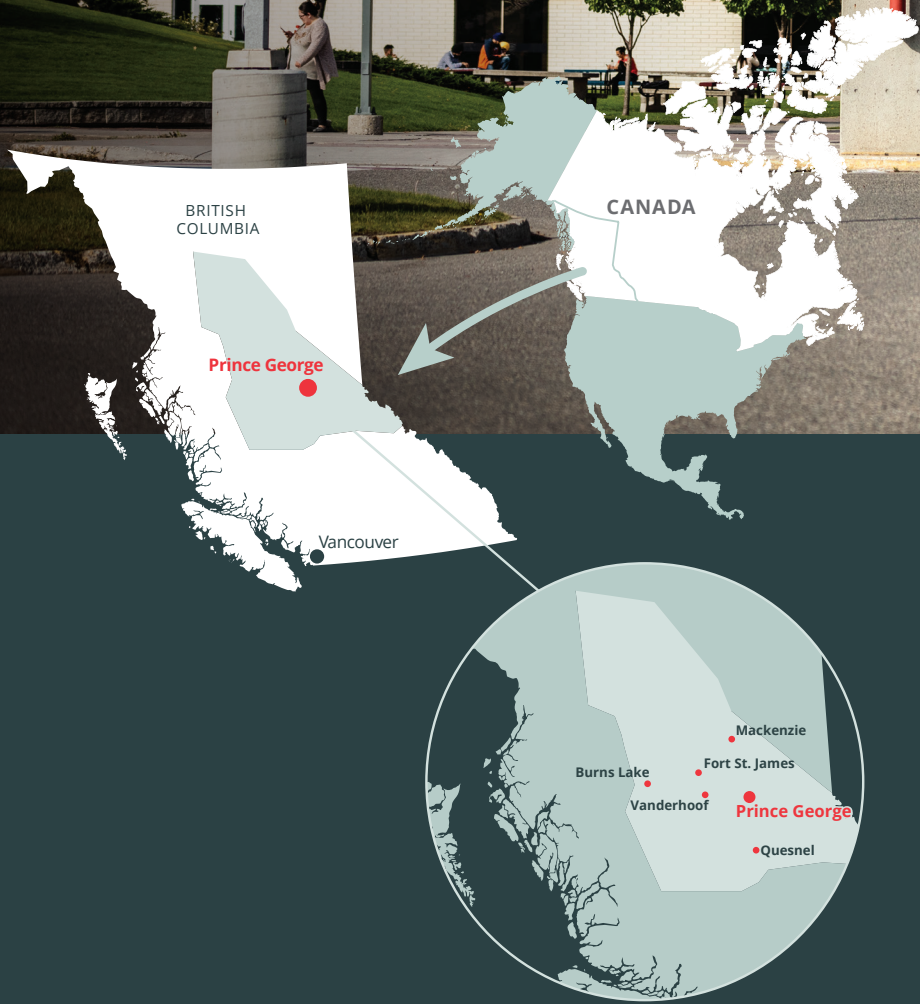 BRITISH
COLUMBIA
CANADA
Prince George
Vancouver
Mackenzie
Fort St. James
Burns Lake
Vanderhoof
Prince George
Quesnel